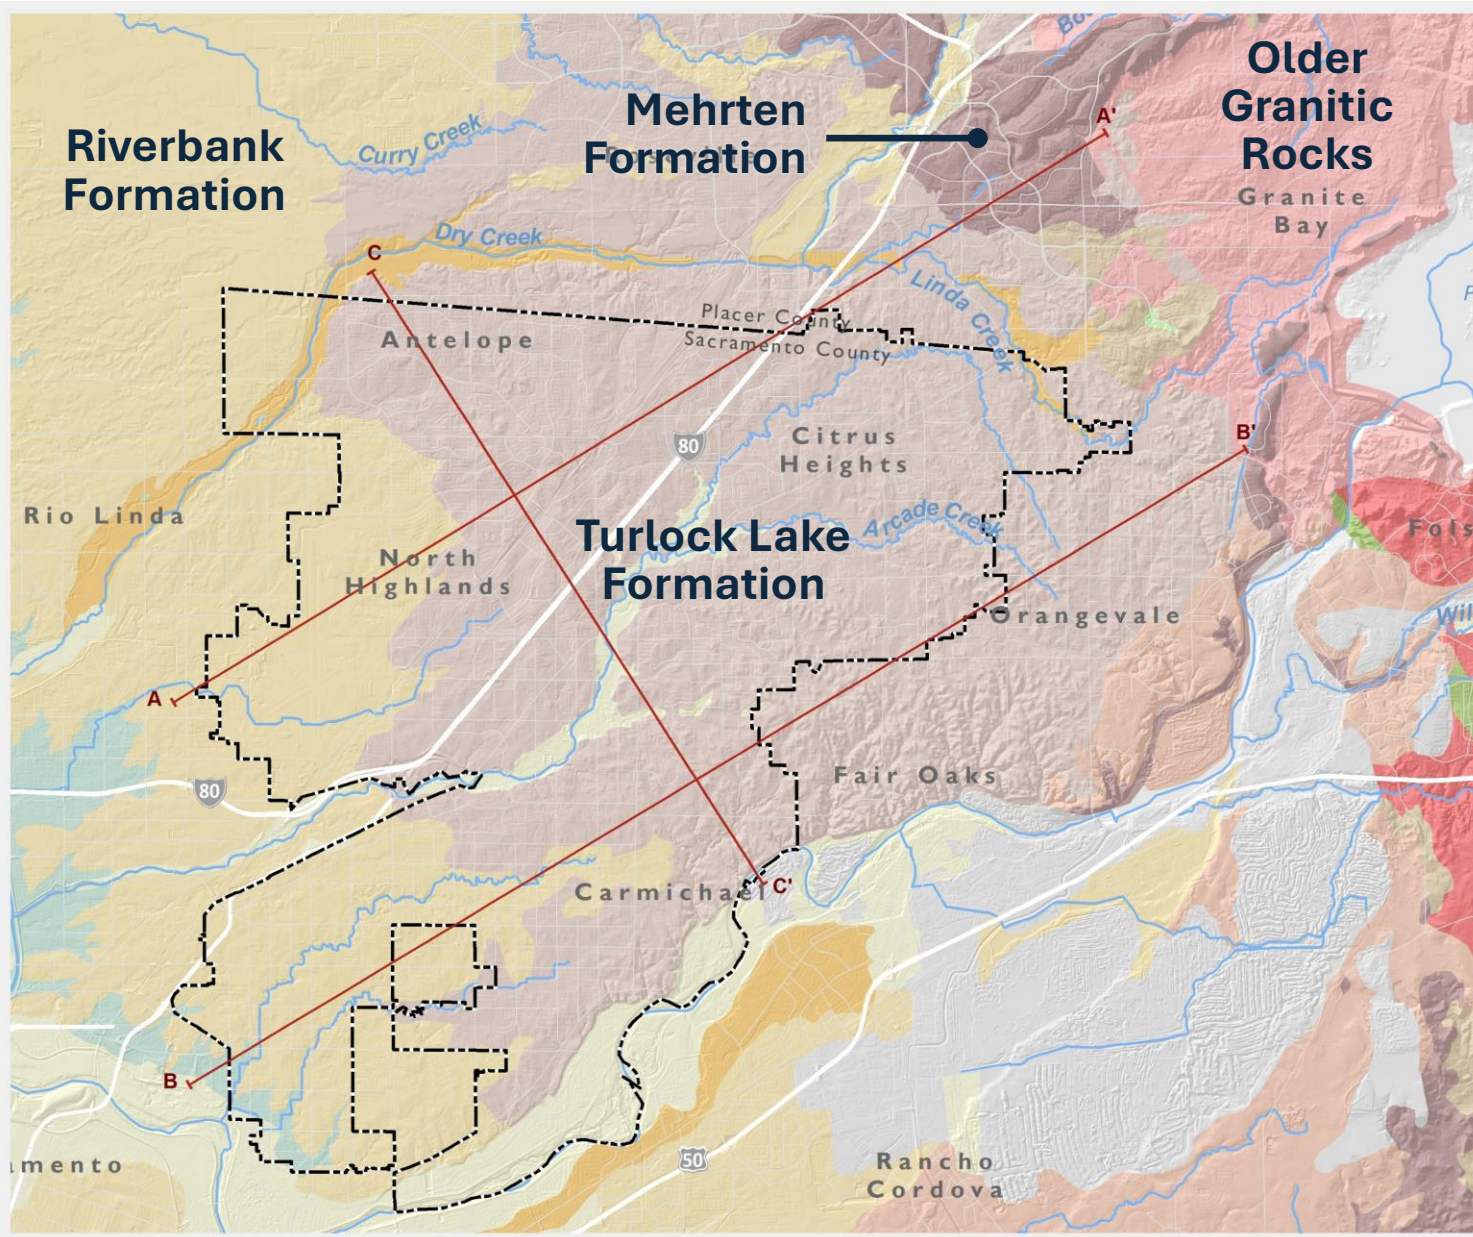 Older
Granitic
Rocks
Mehrten
Formation
A'
Riverbank
Formation
Curry Creek
Granite
Bay
Dry Creek
C
Linda Creek
Placer County
Sacramento County
Antelope
80
Citrus
Heights
B'
Rio Linda
Arcade Creek
Turlock Lake
Formation
North
Highlands
Orangevale
A
80
Fair Oaks
Carmichael
C'
B
50
Rancho
Cordova